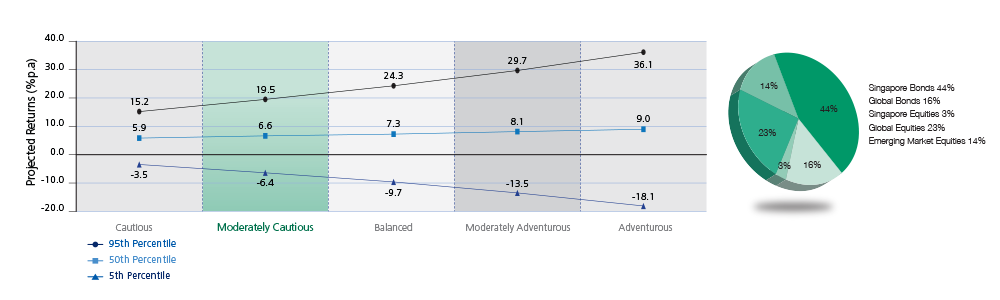 Projected Returns (%p.a)
40.0
30.0
20.0
10.0
0.0
-10.0
-20.0
15.2
19.5
24.3
29.7
36.1
5.9
6.6
7.3
8.1
9.0
-3.5
-6.4
-9.7
-13.5
-18.1
Cautious
Moderately Cautious
Balanced
Moderately Adventurous
Adventurous
95th Percentile
50th Percentile
5th Percentile
14%
44%
23%
3%
16%
Singapore Bonds 44%
Global Bonds 16%
Singapore Equities 3%
Global Equities 23%
Emerging Market Equities 14%